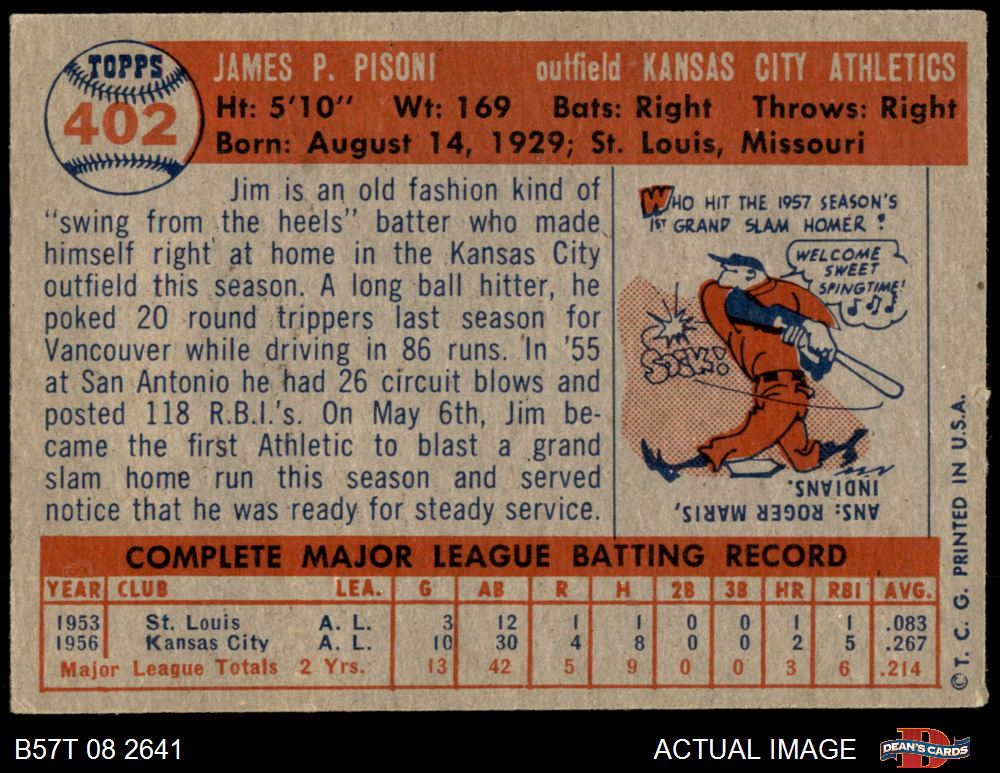 TOPPS
402
JAMES P. PISONI outfield KANSAS CITY ATHLETICS
Ht: 5'10" Wt: 169 Bats: Right Throws: Right
Born: August 14, 1929; St. Louis, Missouri
Jim is an old fashion kind of
"swing from the heels" batter who made
himself right at home in the Kansas City
outfield this season. A long ball hitter, he
poked 20 round trippers last season for
Vancouver while driving in 86 runs. In '55
at San Antonio he had 26 circuit blows and
posted 118 R.B.I.'s. On May 6th, Jim be-
came the first Athletic to blast a grand
slam home run this season and served
notice that he was ready for steady service.
WHO HIT THE 1957 SEASON'S
1ST GRAND SLAM HOMER?
WELCOME
SWEET
SPINGTIME!
SOCK!
ANS: ROGER MARIS,
INDIANS.
COMPLETE MAJOR LEAGUE BATTING RECORD
YEAR CLUB LEA. G AB R H 2B 3B HR RBI AVG.
1953 St. Louis A. L. 3 12 1 1 0 0 1 1 .083
1956 Kansas City A. L. 10 30 4 8 0 0 2 5 .267
Major League Totals 2 Yrs. 13 42 5 9 0 0 3 6 .214
© T. C. G. PRINTED IN U.S.A.
B57T 08 2641 ACTUAL IMAGE DEAN'S CARDS